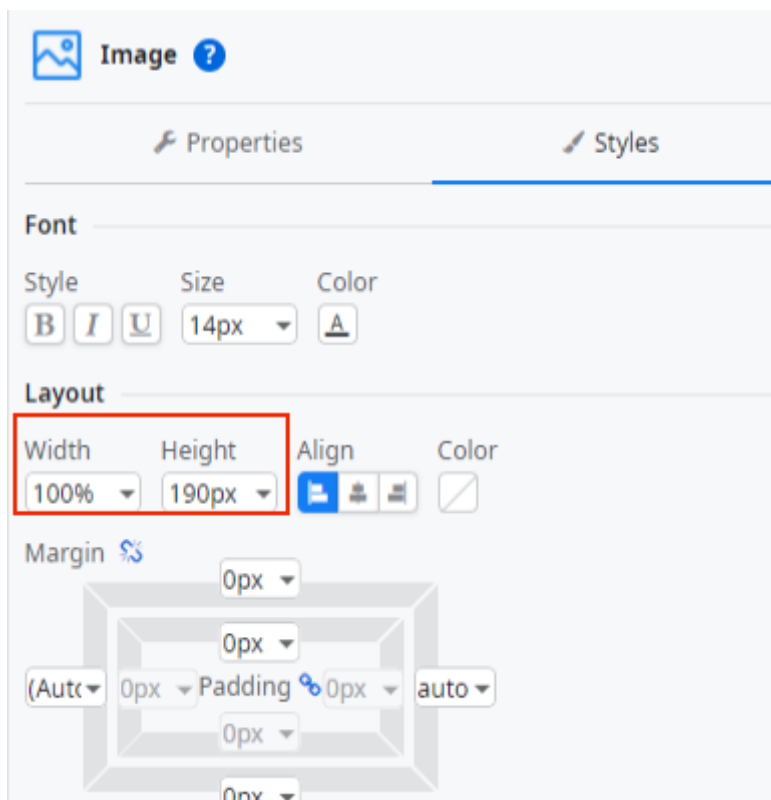 Image ?
Properties Styles
Font
Style Size Color
B I U 14px A
Layout
Width Height Align Color
100% 190px
Margin
0px
0px
(Auto 0px Padding 0px auto
0px
0px